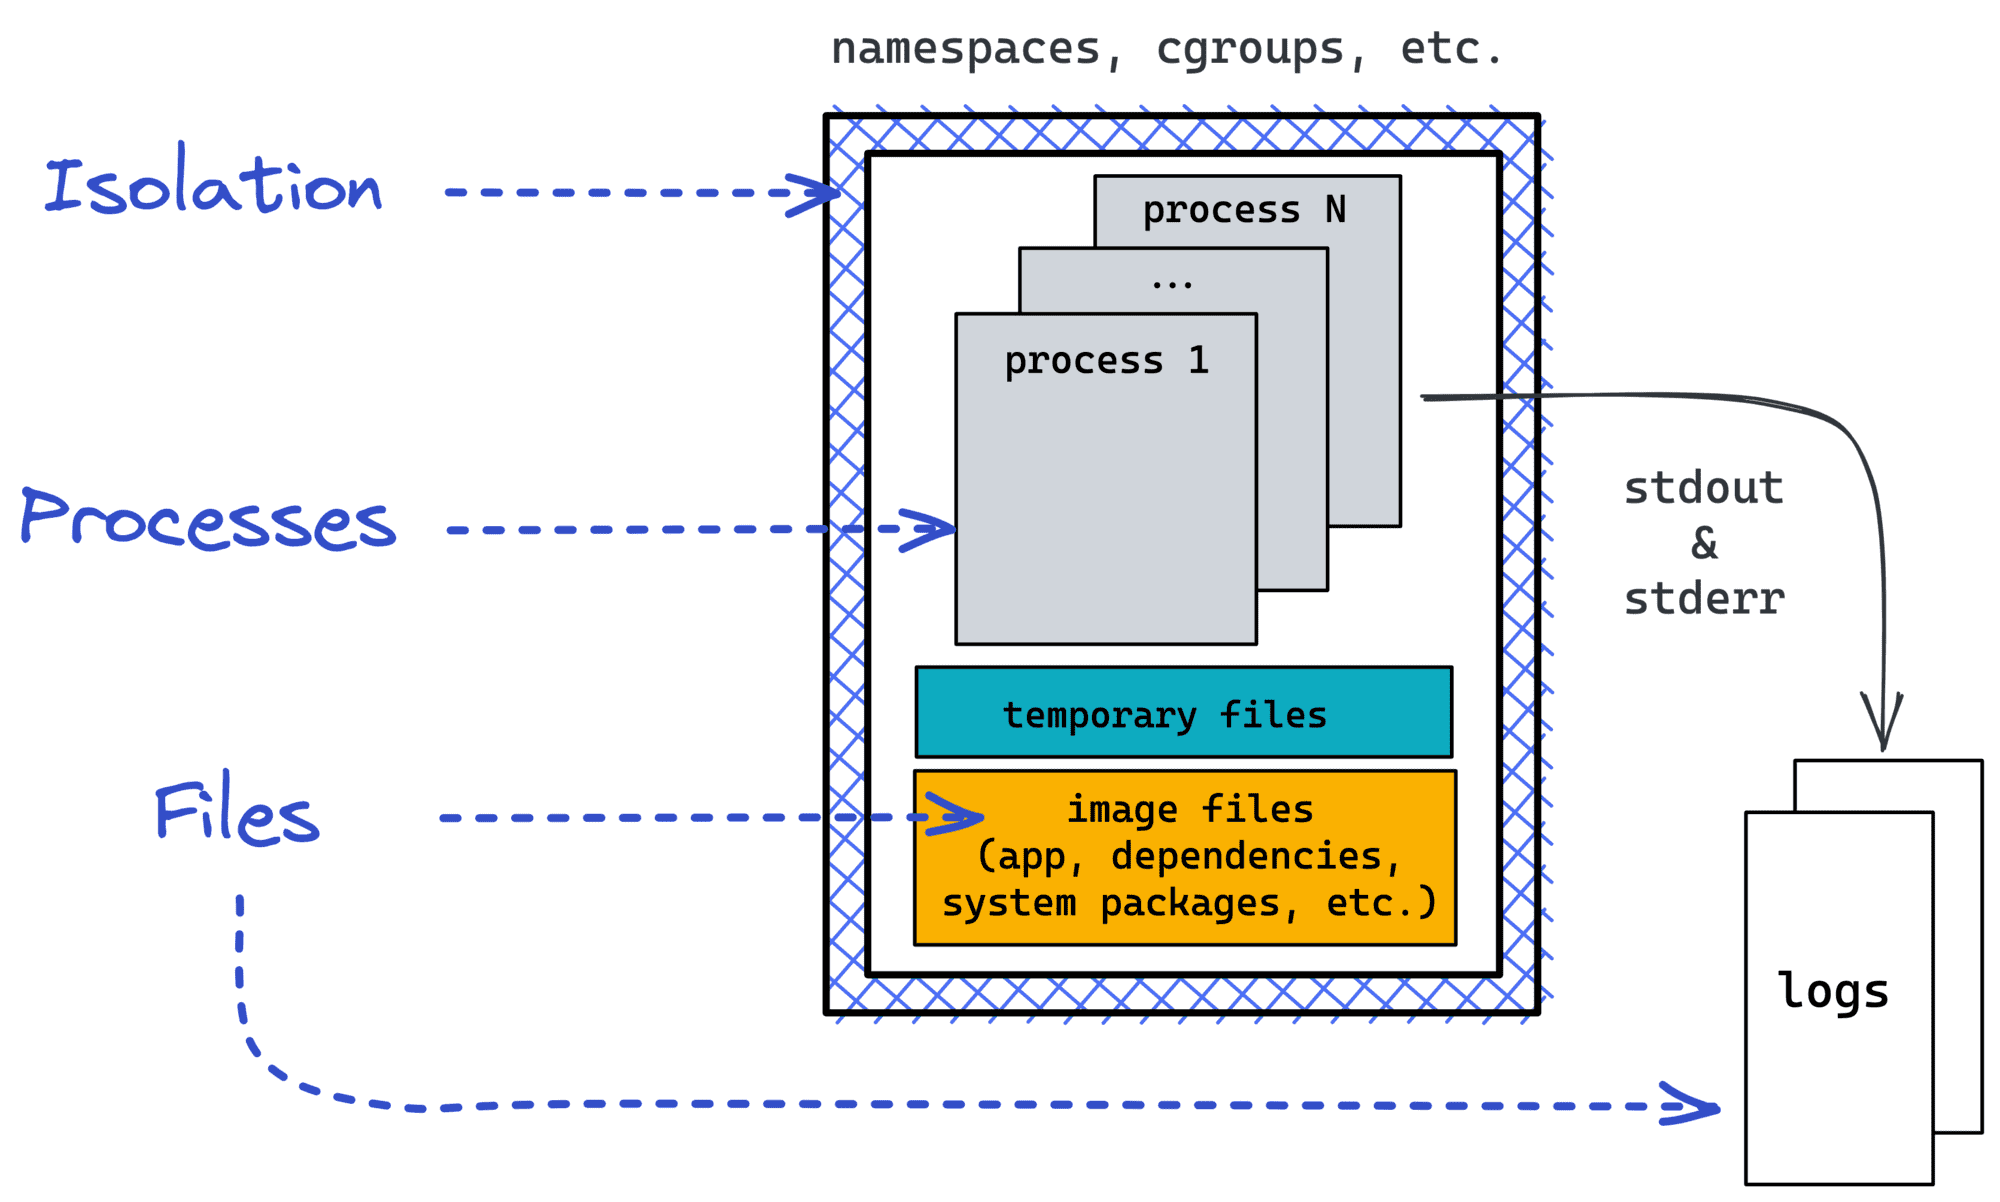 namespaces, cgroups, etc.
Isolation
process N
...
process 1
Processes
stdout
&
stderr
temporary files
Files
image files
(app, dependencies,
system packages, etc.)
logs